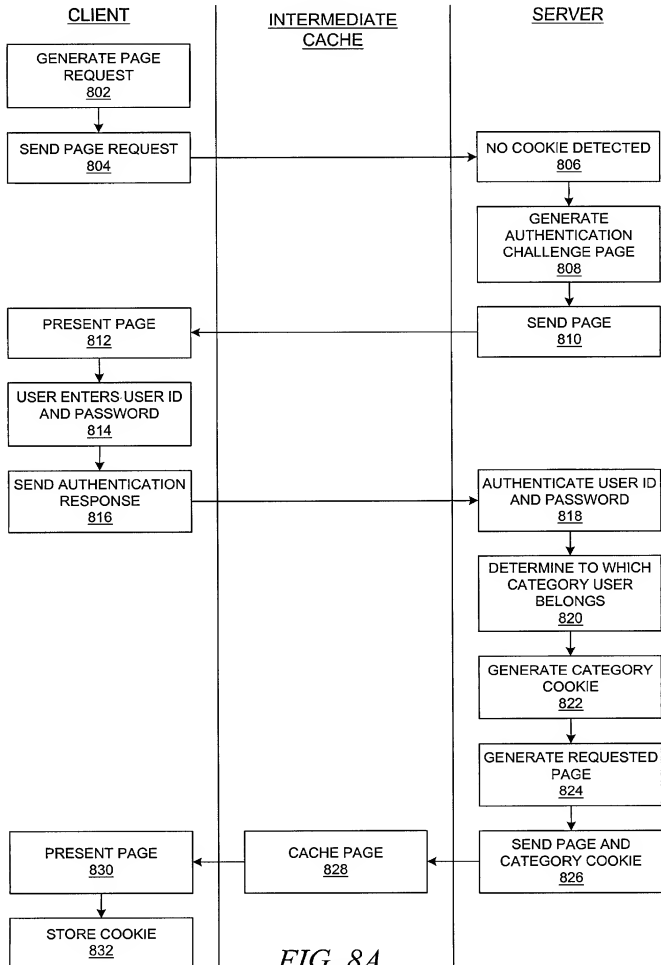 CLIENT
INTERMEDIATE
CACHE
SERVER
GENERATE PAGE
REQUEST
802
SEND PAGE REQUEST
804
NO COOKIE DETECTED
806
GENERATE
AUTHENTICATION
CHALLENGE PAGE
808
SEND PAGE
810
PRESENT PAGE
812
USER ENTERS USER ID
AND PASSWORD
814
SEND AUTHENTICATION
RESPONSE
816
AUTHENTICATE USER ID
AND PASSWORD
818
DETERMINE TO WHICH
CATEGORY USER
BELONGS
820
GENERATE CATEGORY
COOKIE
822
GENERATE REQUESTED
PAGE
824
SEND PAGE AND
CATEGORY COOKIE
826
CACHE PAGE
828
PRESENT PAGE
830
STORE COOKIE
832
FIG. 8A